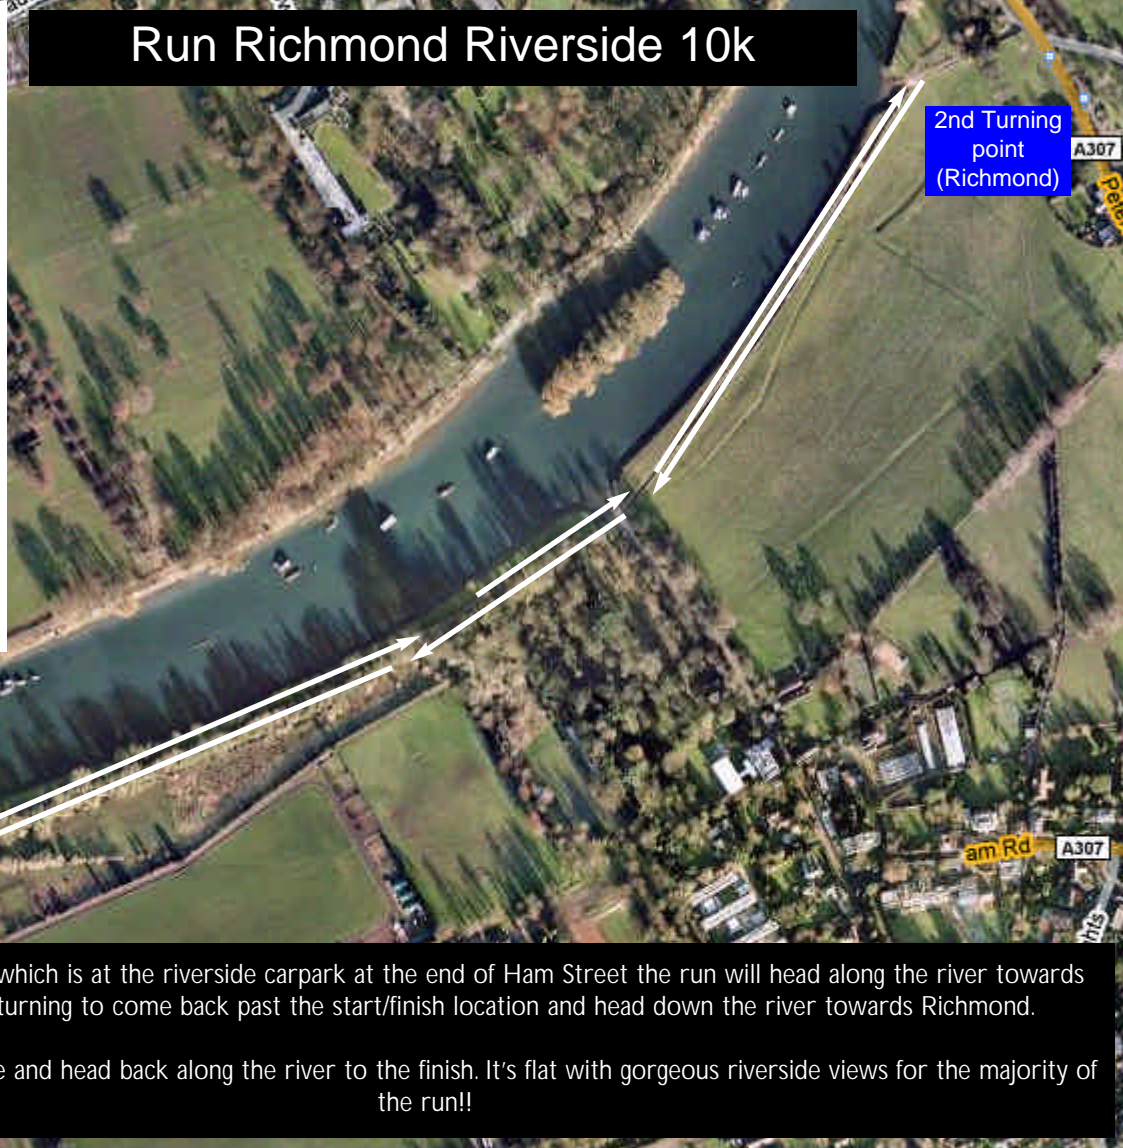 Run Richmond Riverside 10k
2nd Turning
point
(Richmond)
A307
Pete
am Rd
A307
hts
which is at the riverside carpark at the end of Ham Street the run will head along the river towards
turning to come back past the start/finish location and head down the river towards Richmond.
e and head back along the river to the finish. It's flat with gorgeous riverside views for the majority of
the run!!